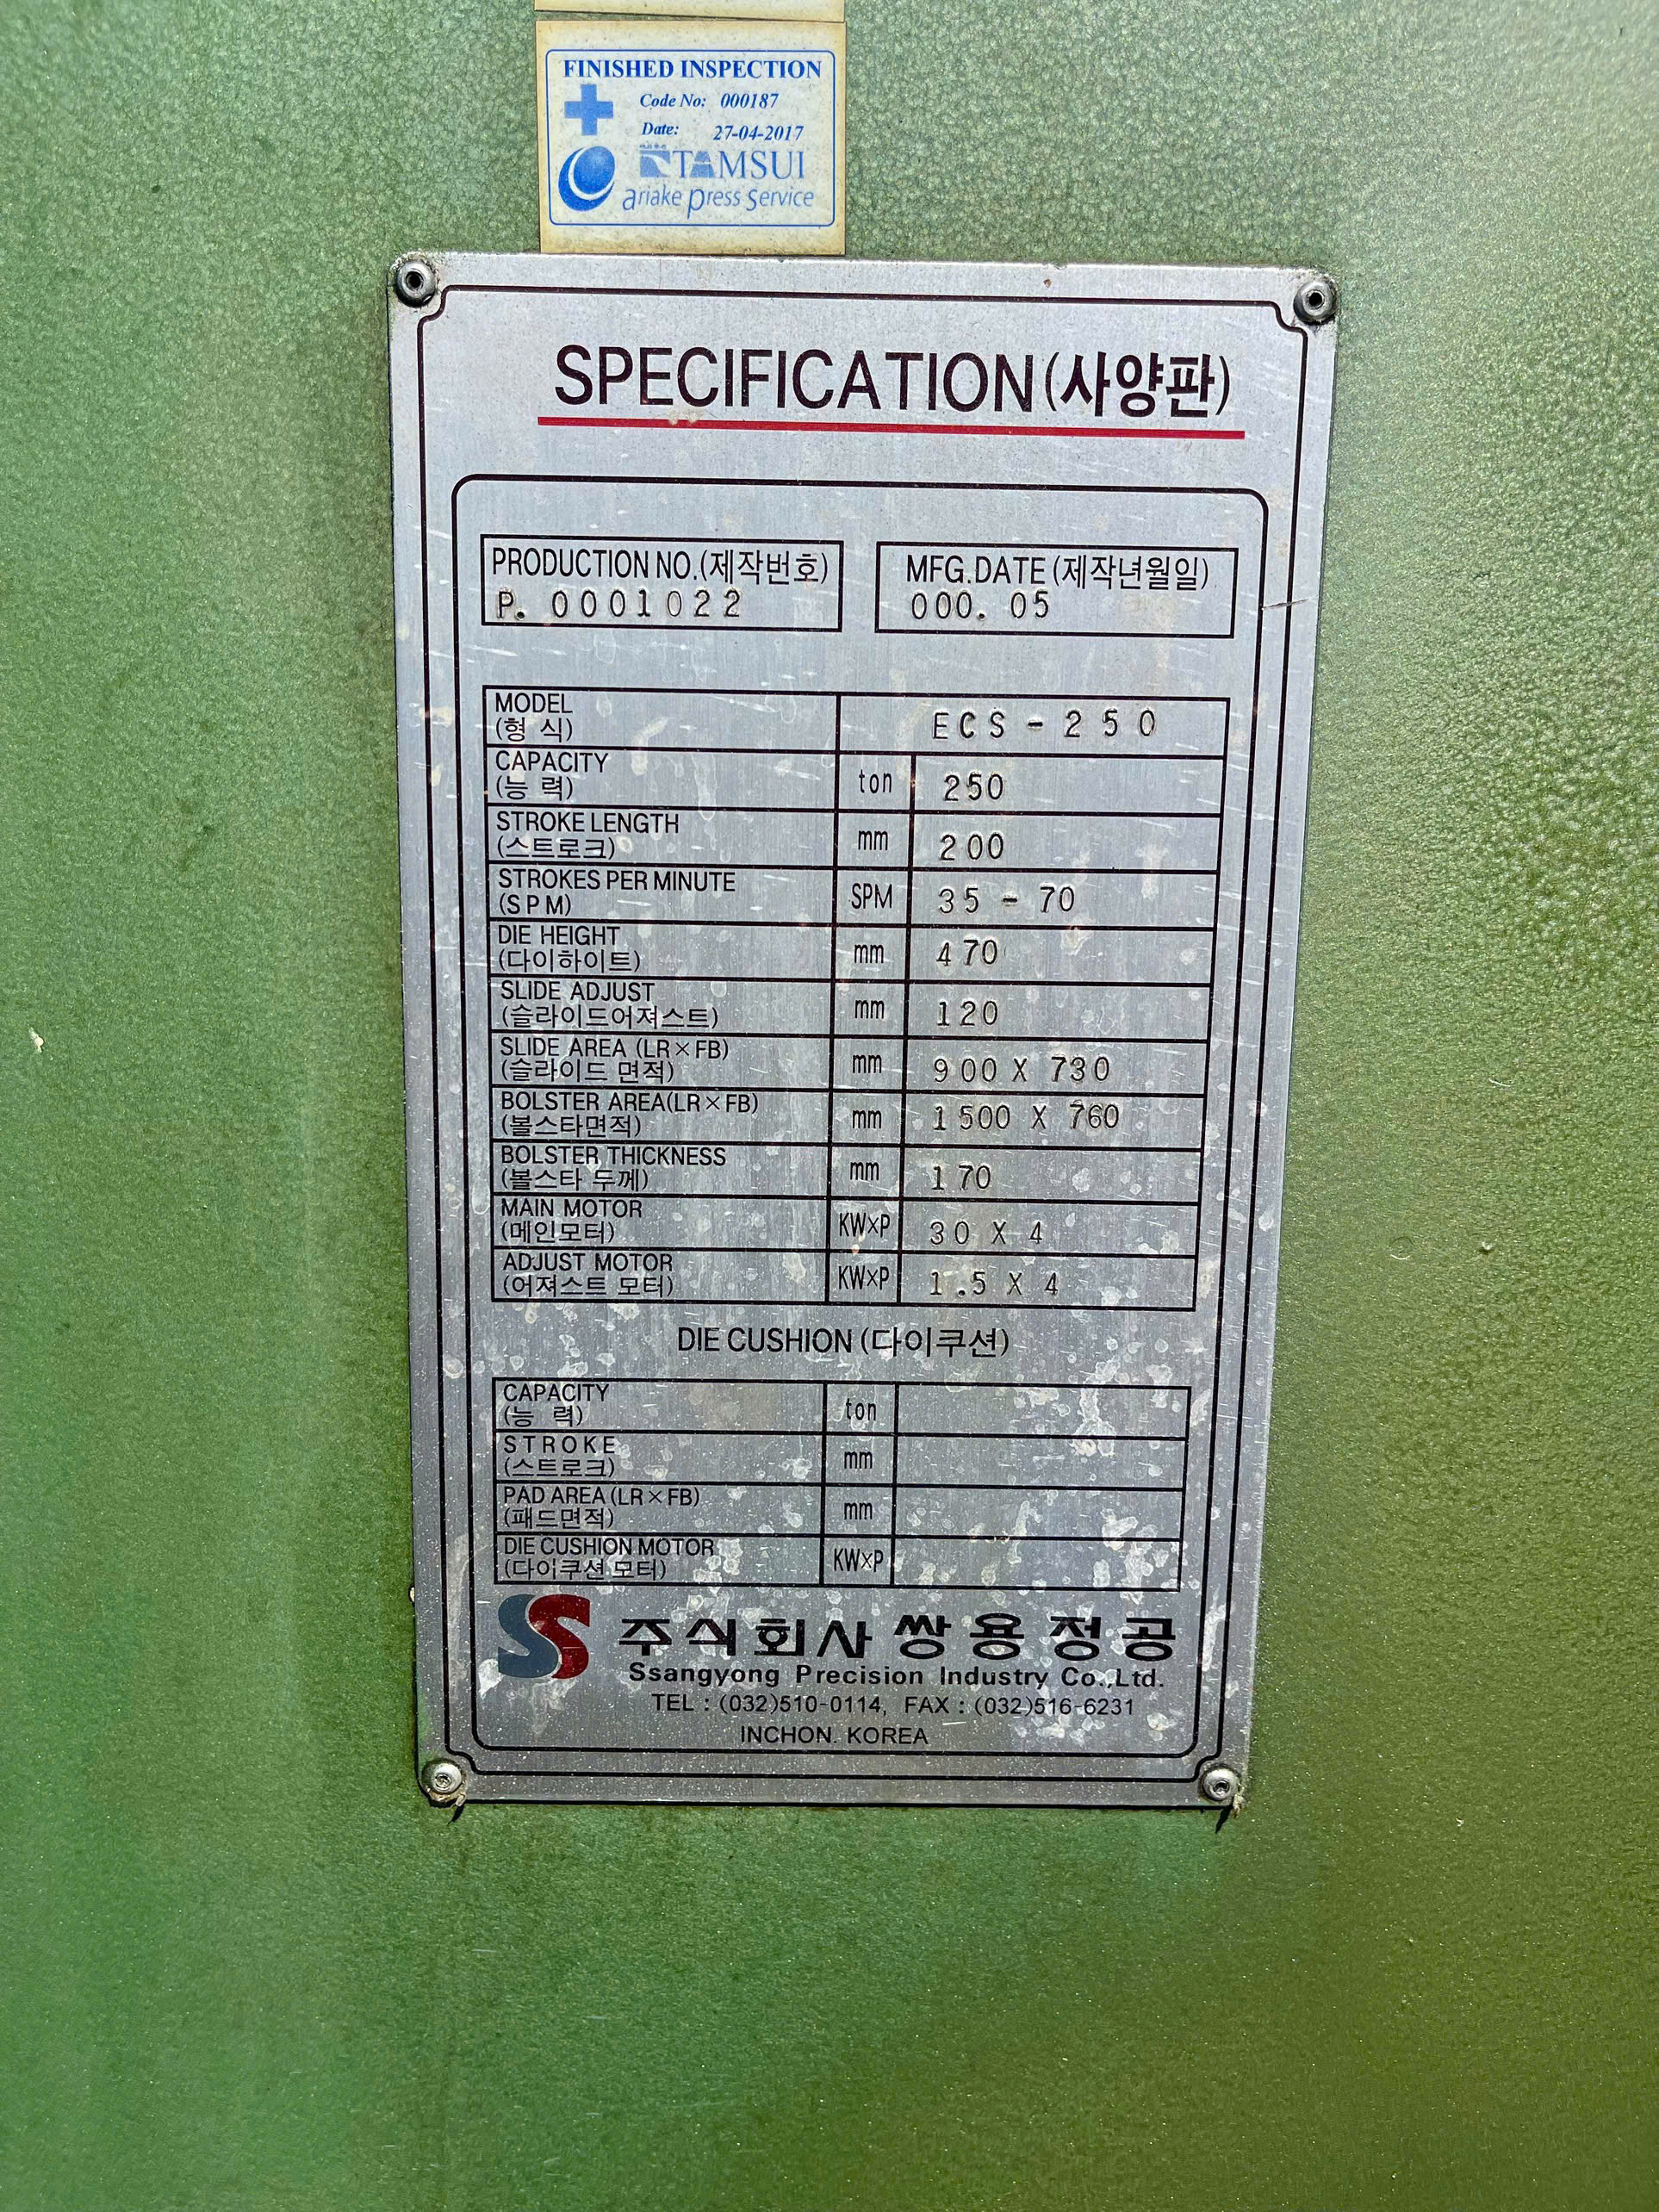 FINISHED INSPECTION
Code No: 000187
Date: 27-04-2017
TAMSUI
ariake press service
SPECIFICATION(사양판)
PRODUCTION NO.(제작번호)
P. 0001022
MFG.DATE(제작년월일)
000. 05
MODEL
(형 식)
ECS-250
CAPACITY
(능 력)
ton
250
STROKE LENGTH
(스트로크)
mm
200
STROKES PER MINUTE
(SPM)
SPM
35 - 70
DIE HEIGHT
(다이하이트)
mm
470
SLIDE ADJUST
(슬라이드어져스트)
mm
120
SLIDE AREA (LR×FB)
(슬라이드 면적)
mm
900 X 730
BOLSTER AREA(LR×FB)
(볼스타면적)
mm
1500 X 760
BOLSTER THICKNESS
(볼스타 두께)
mm
170
MAIN MOTOR
(메인모터)
KW×P
30 X 4
ADJUST MOTOR
(어져스트 모터)
KW×P
1.5 X 4
DIE CUSHION (다이쿠션)
CAPACITY
(능 력)
ton
STROKE
(스트로크)
mm
PAD AREA (LR×FB)
(패드면적)
mm
DIE CUSHION MOTOR
(다이쿠션 모터)
KW×P
SS 주식회사 쌍용정공
Ssangyong Precision Industry Co.,Ltd.
TEL : (032)510-0114, FAX : (032)516-6231
INCHON. KOREA